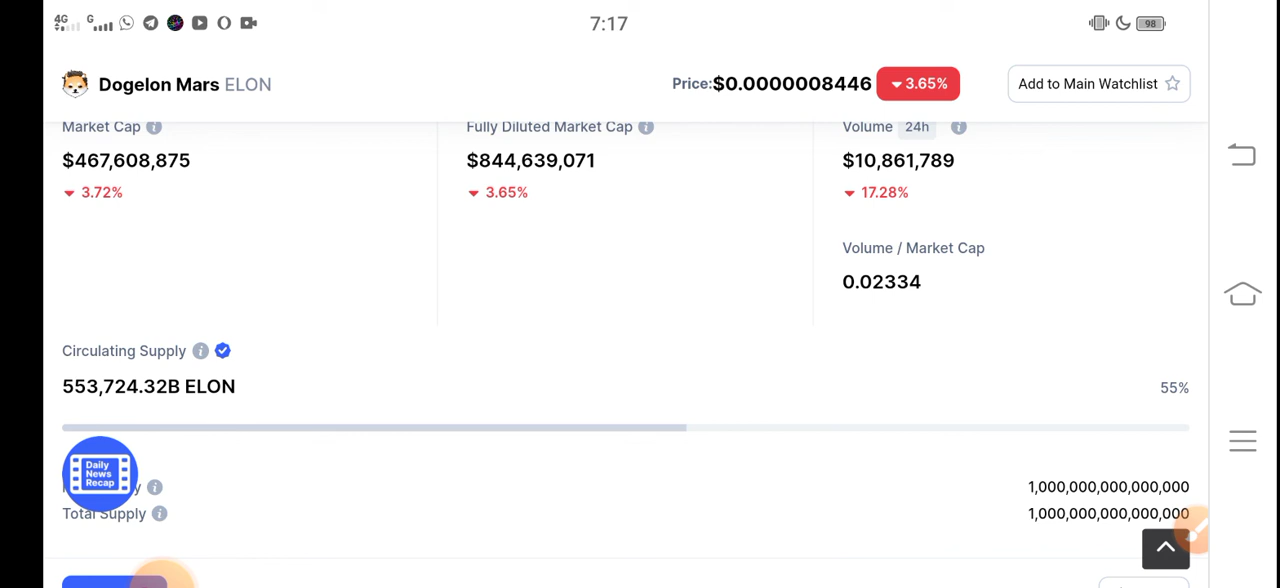 4G G 7:17 98
Dogelon Mars ELON Price:$0.0000008446 3.65% Add to Main Watchlist
Market Cap Fully Diluted Market Cap Volume 24h
$467,608,875 $844,639,071 $10,861,789
3.72% 3.65% 17.28%
Volume / Market Cap
0.02334
Circulating Supply
553,724.32B ELON 55%
Daily
News
Recap
1,000,000,000,000,000
Total Supply 1,000,000,000,000,000